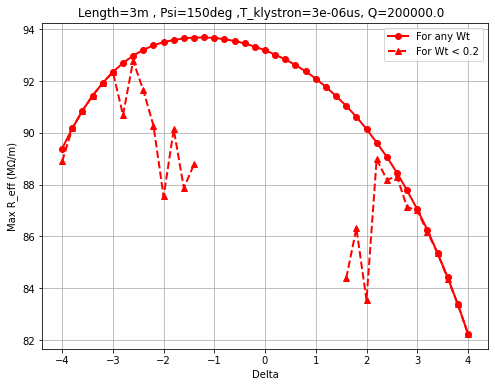 Length=3m , Psi=150deg ,T_klystron=3e-06us, Q=200000.0
For any Wt
For Wt < 0.2
Max R_eff (MΩ/m)
94
92
90
88
86
84
82
−4 −3 −2 −1 0 1 2 3 4
Delta